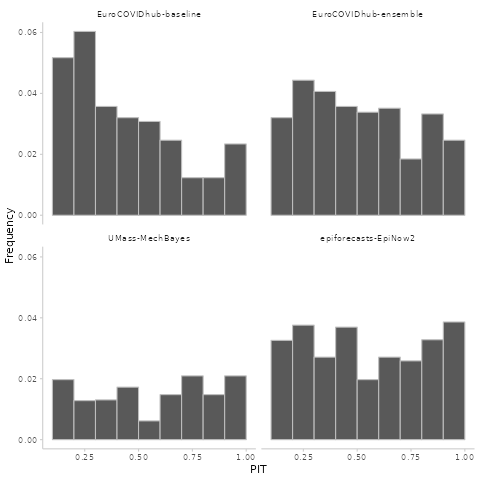 EuroCOVIDhub-baseline EuroCOVIDhub-ensemble
0.06
0.04
0.02
0.00
Frequency
UMass-MechBayes epiforecasts-EpiNow2
0.06
0.04
0.02
0.00
0.25 0.50 0.75 1.00 0.25 0.50 0.75 1.00
PIT